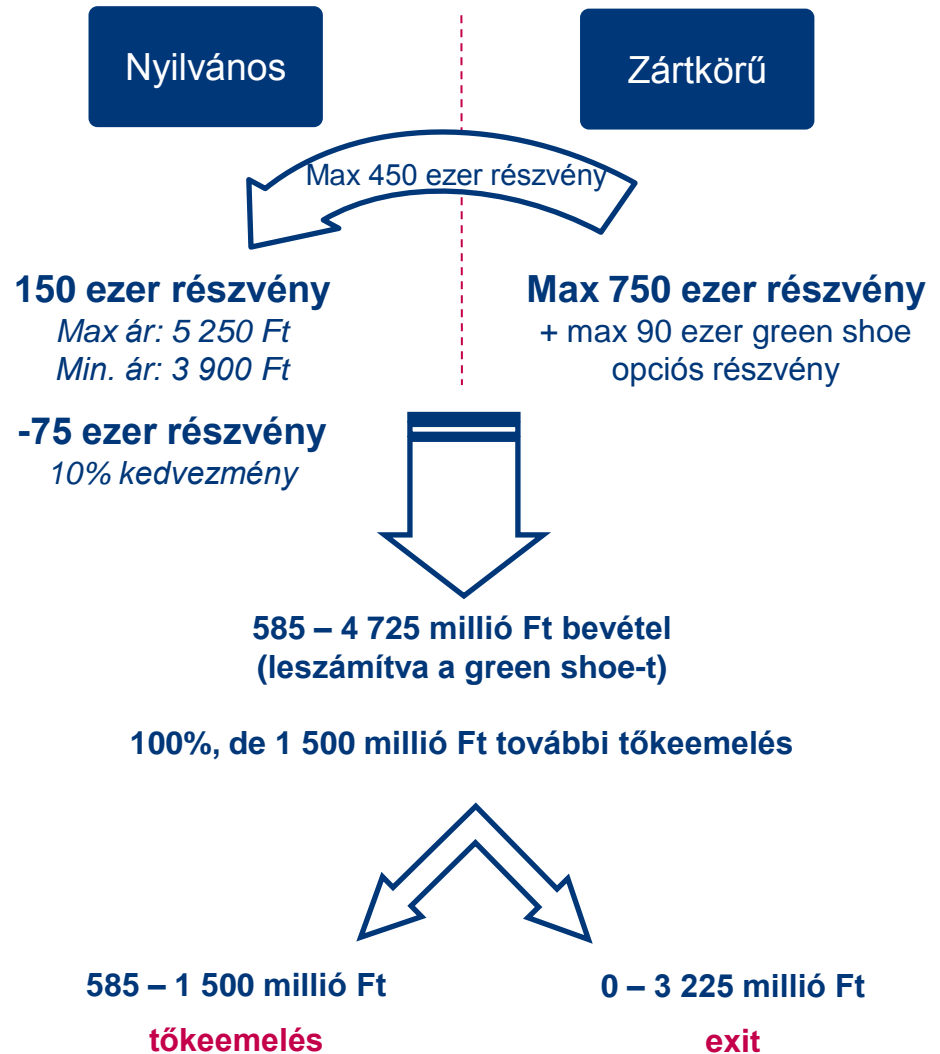 Nyilvános
Zártkörű
Max 450 ezer részvény
150 ezer részvény
Max ár: 5 250 Ft
Min. ár: 3 900 Ft
-75 ezer részvény
10% kedvezmény
Max 750 ezer részvény
+ max 90 ezer green shoe
opciós részvény
585 – 4 725 millió Ft bevétel
(leszámítva a green shoe-t)
100%, de 1 500 millió Ft további tőkeemelés
585 – 1 500 millió Ft
tőkeemelés
0 – 3 225 millió Ft
exit